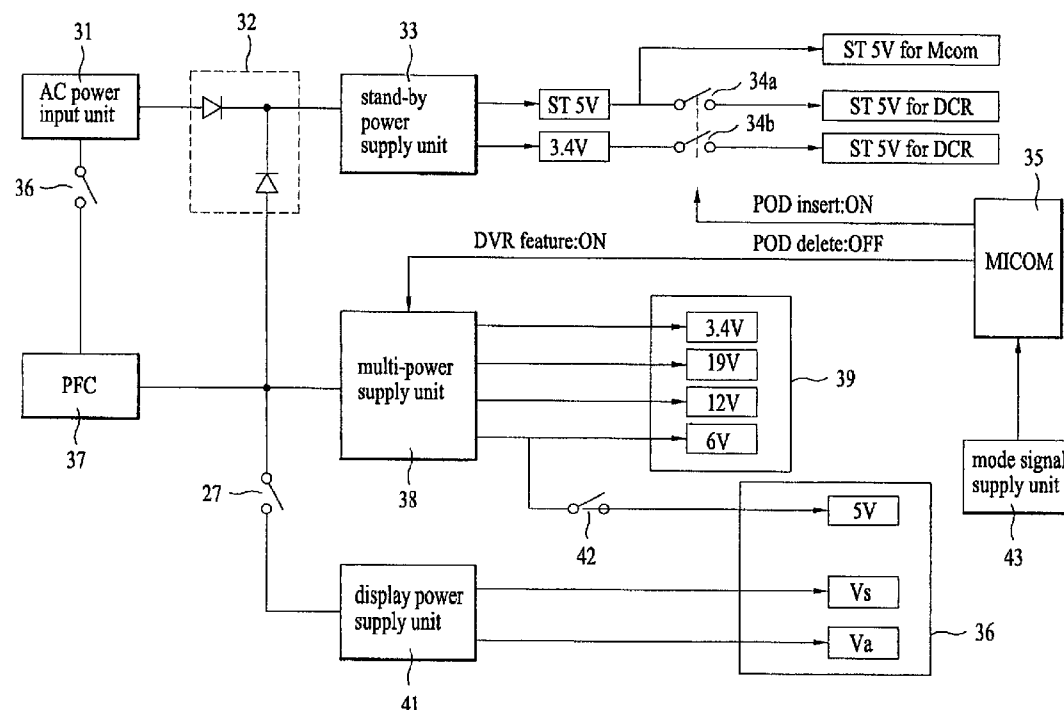 31
32
33
AC power
input unit
stand-by
power
supply unit
ST 5V
3.4V
34a
34b
ST 5V for Mcom
ST 5V for DCR
ST 5V for DCR
36
35
POD insert:ON
DVR feature:ON
POD delete:OFF
MICOM
PFC
37
multi-power
supply unit
38
3.4V
19V
12V
6V
39
mode signal
supply unit
43
27
42
5V
display power
supply unit
41
Vs
Va
36